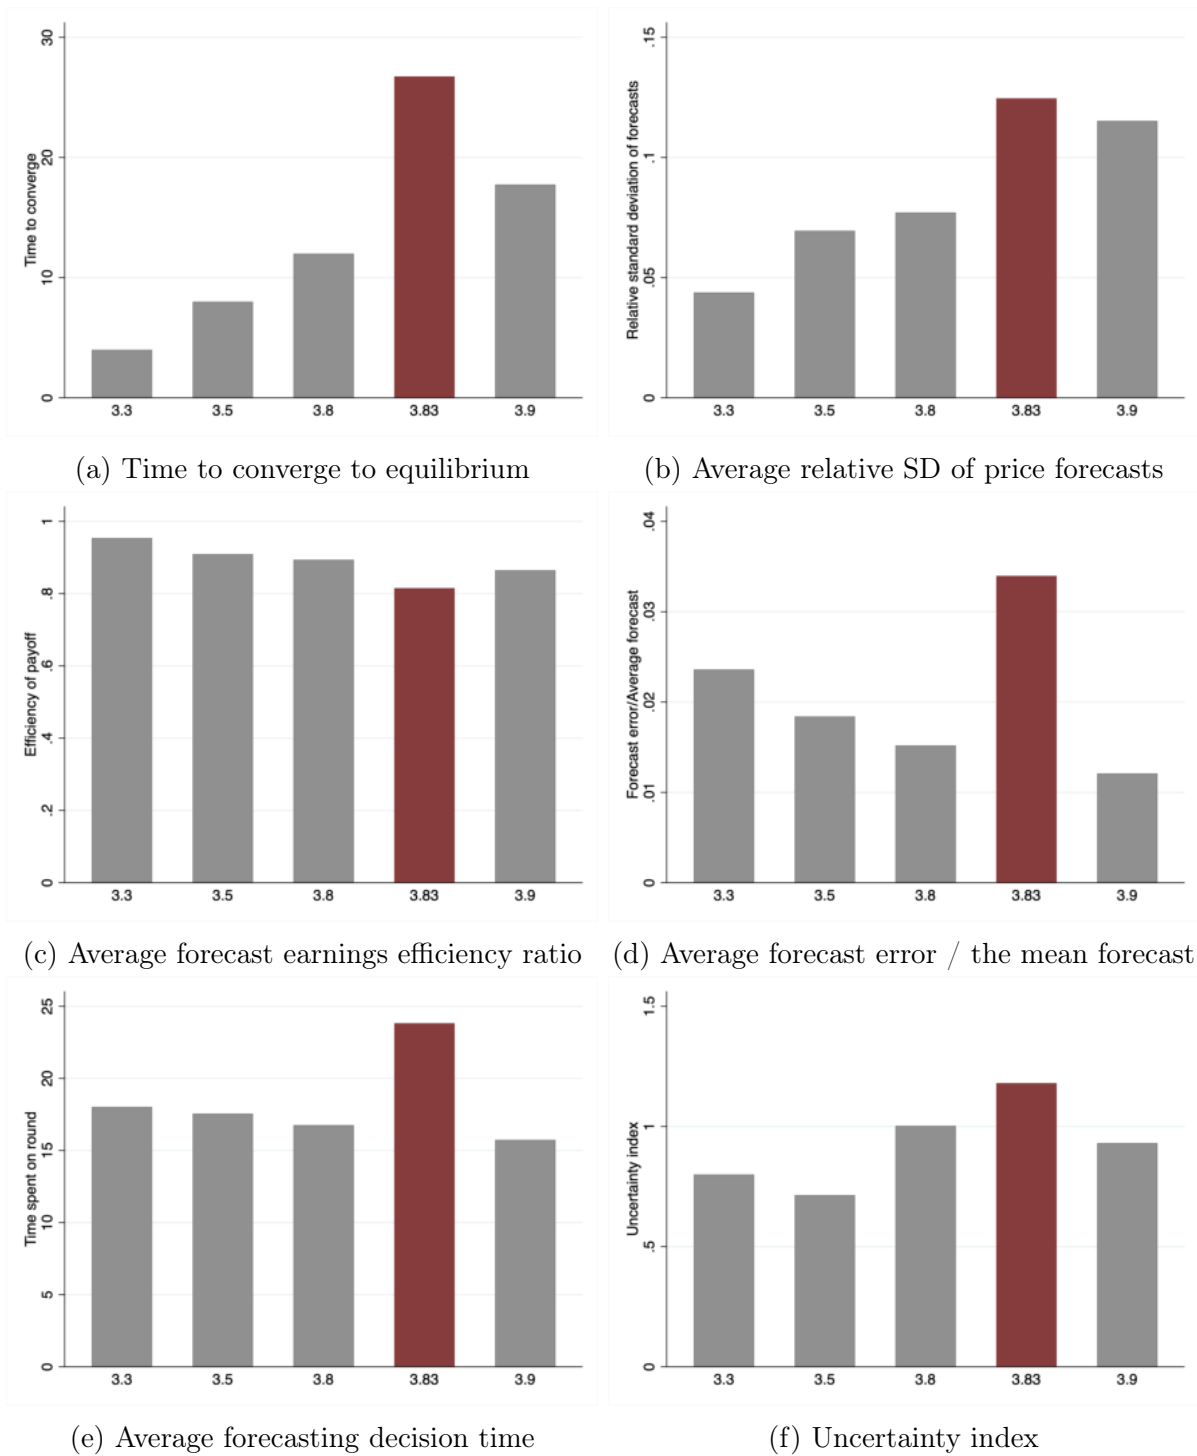 Time to converge
30
20
10
0
3.3 3.5 3.8 3.83 3.9
(a) Time to converge to equilibrium
Relative standard deviation of forecasts
.15
.1
.05
0
3.3 3.5 3.8 3.83 3.9
(b) Average relative SD of price forecasts
Efficiency of payoff
1
.8
.6
.4
.2
0
3.3 3.5 3.8 3.83 3.9
(c) Average forecast earnings efficiency ratio
Forecast error/Average forecast
.04
.03
.02
.01
0
3.3 3.5 3.8 3.83 3.9
(d) Average forecast error / the mean forecast
Time spent on round
25
20
15
10
5
0
3.3 3.5 3.8 3.83 3.9
(e) Average forecasting decision time
Uncertainty index
1.5
1
.5
0
3.3 3.5 3.8 3.83 3.9
(f) Uncertainty index